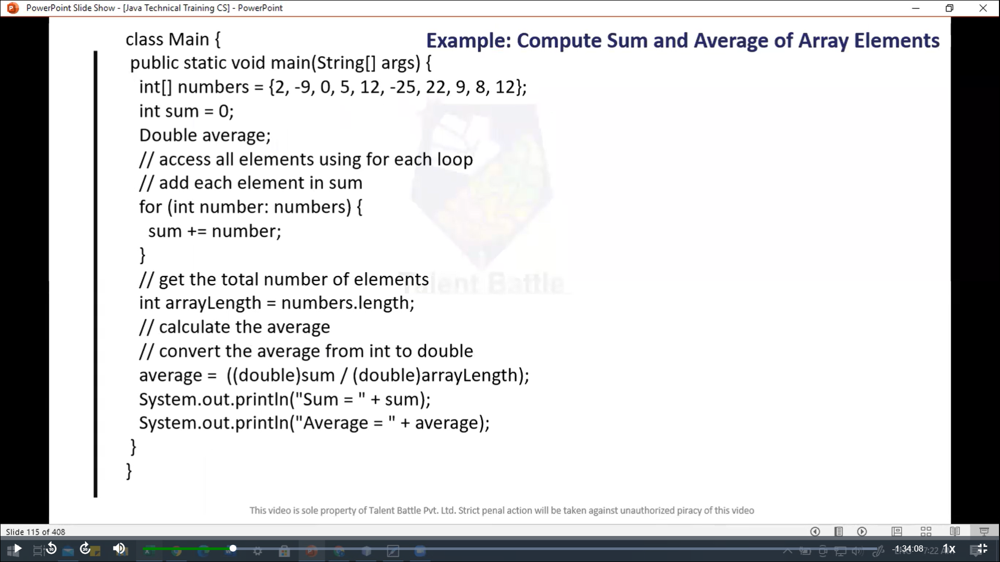 PowerPoint Slide Show - [Java Technical Training CS] - PowerPoint
Example: Compute Sum and Average of Array Elements
class Main {
public static void main(String[] args) {
int[] numbers = {2, -9, 0, 5, 12, -25, 22, 9, 8, 12};
int sum = 0;
Double average;
// access all elements using for each loop
// add each element in sum
for (int number: numbers) {
sum += number;
}
// get the total number of elements
int arrayLength = numbers.length;
// calculate the average
// convert the average from int to double
average = ((double)sum / (double)arrayLength);
System.out.println("Sum = " + sum);
System.out.println("Average = " + average);
}
}
Talent Battle
This video is sole property of Talent Battle Pvt. Ltd. Strict penal action will be taken against unauthorized piracy of this video
Slide 115 of 408
10
30
-1:34:08
1x